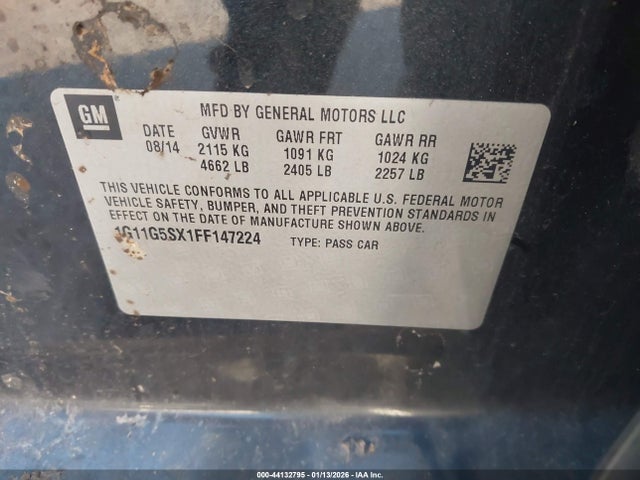 GM
MFD BY GENERAL MOTORS LLC
DATE GVWR GAWR FRT GAWR RR
08/14 2115 KG 1091 KG 1024 KG
4662 LB 2405 LB 2257 LB
THIS VEHICLE CONFORMS TO ALL APPLICABLE U.S. FEDERAL MOTOR
VEHICLE SAFETY, BUMPER, AND THEFT PREVENTION STANDARDS IN
EFFECT ON THE DATE OF MANUFACTURE SHOWN ABOVE.
1G11G5SX1FF147224 TYPE: PASS CAR
000-44132795 - 01/13/2026 - IAA Inc.